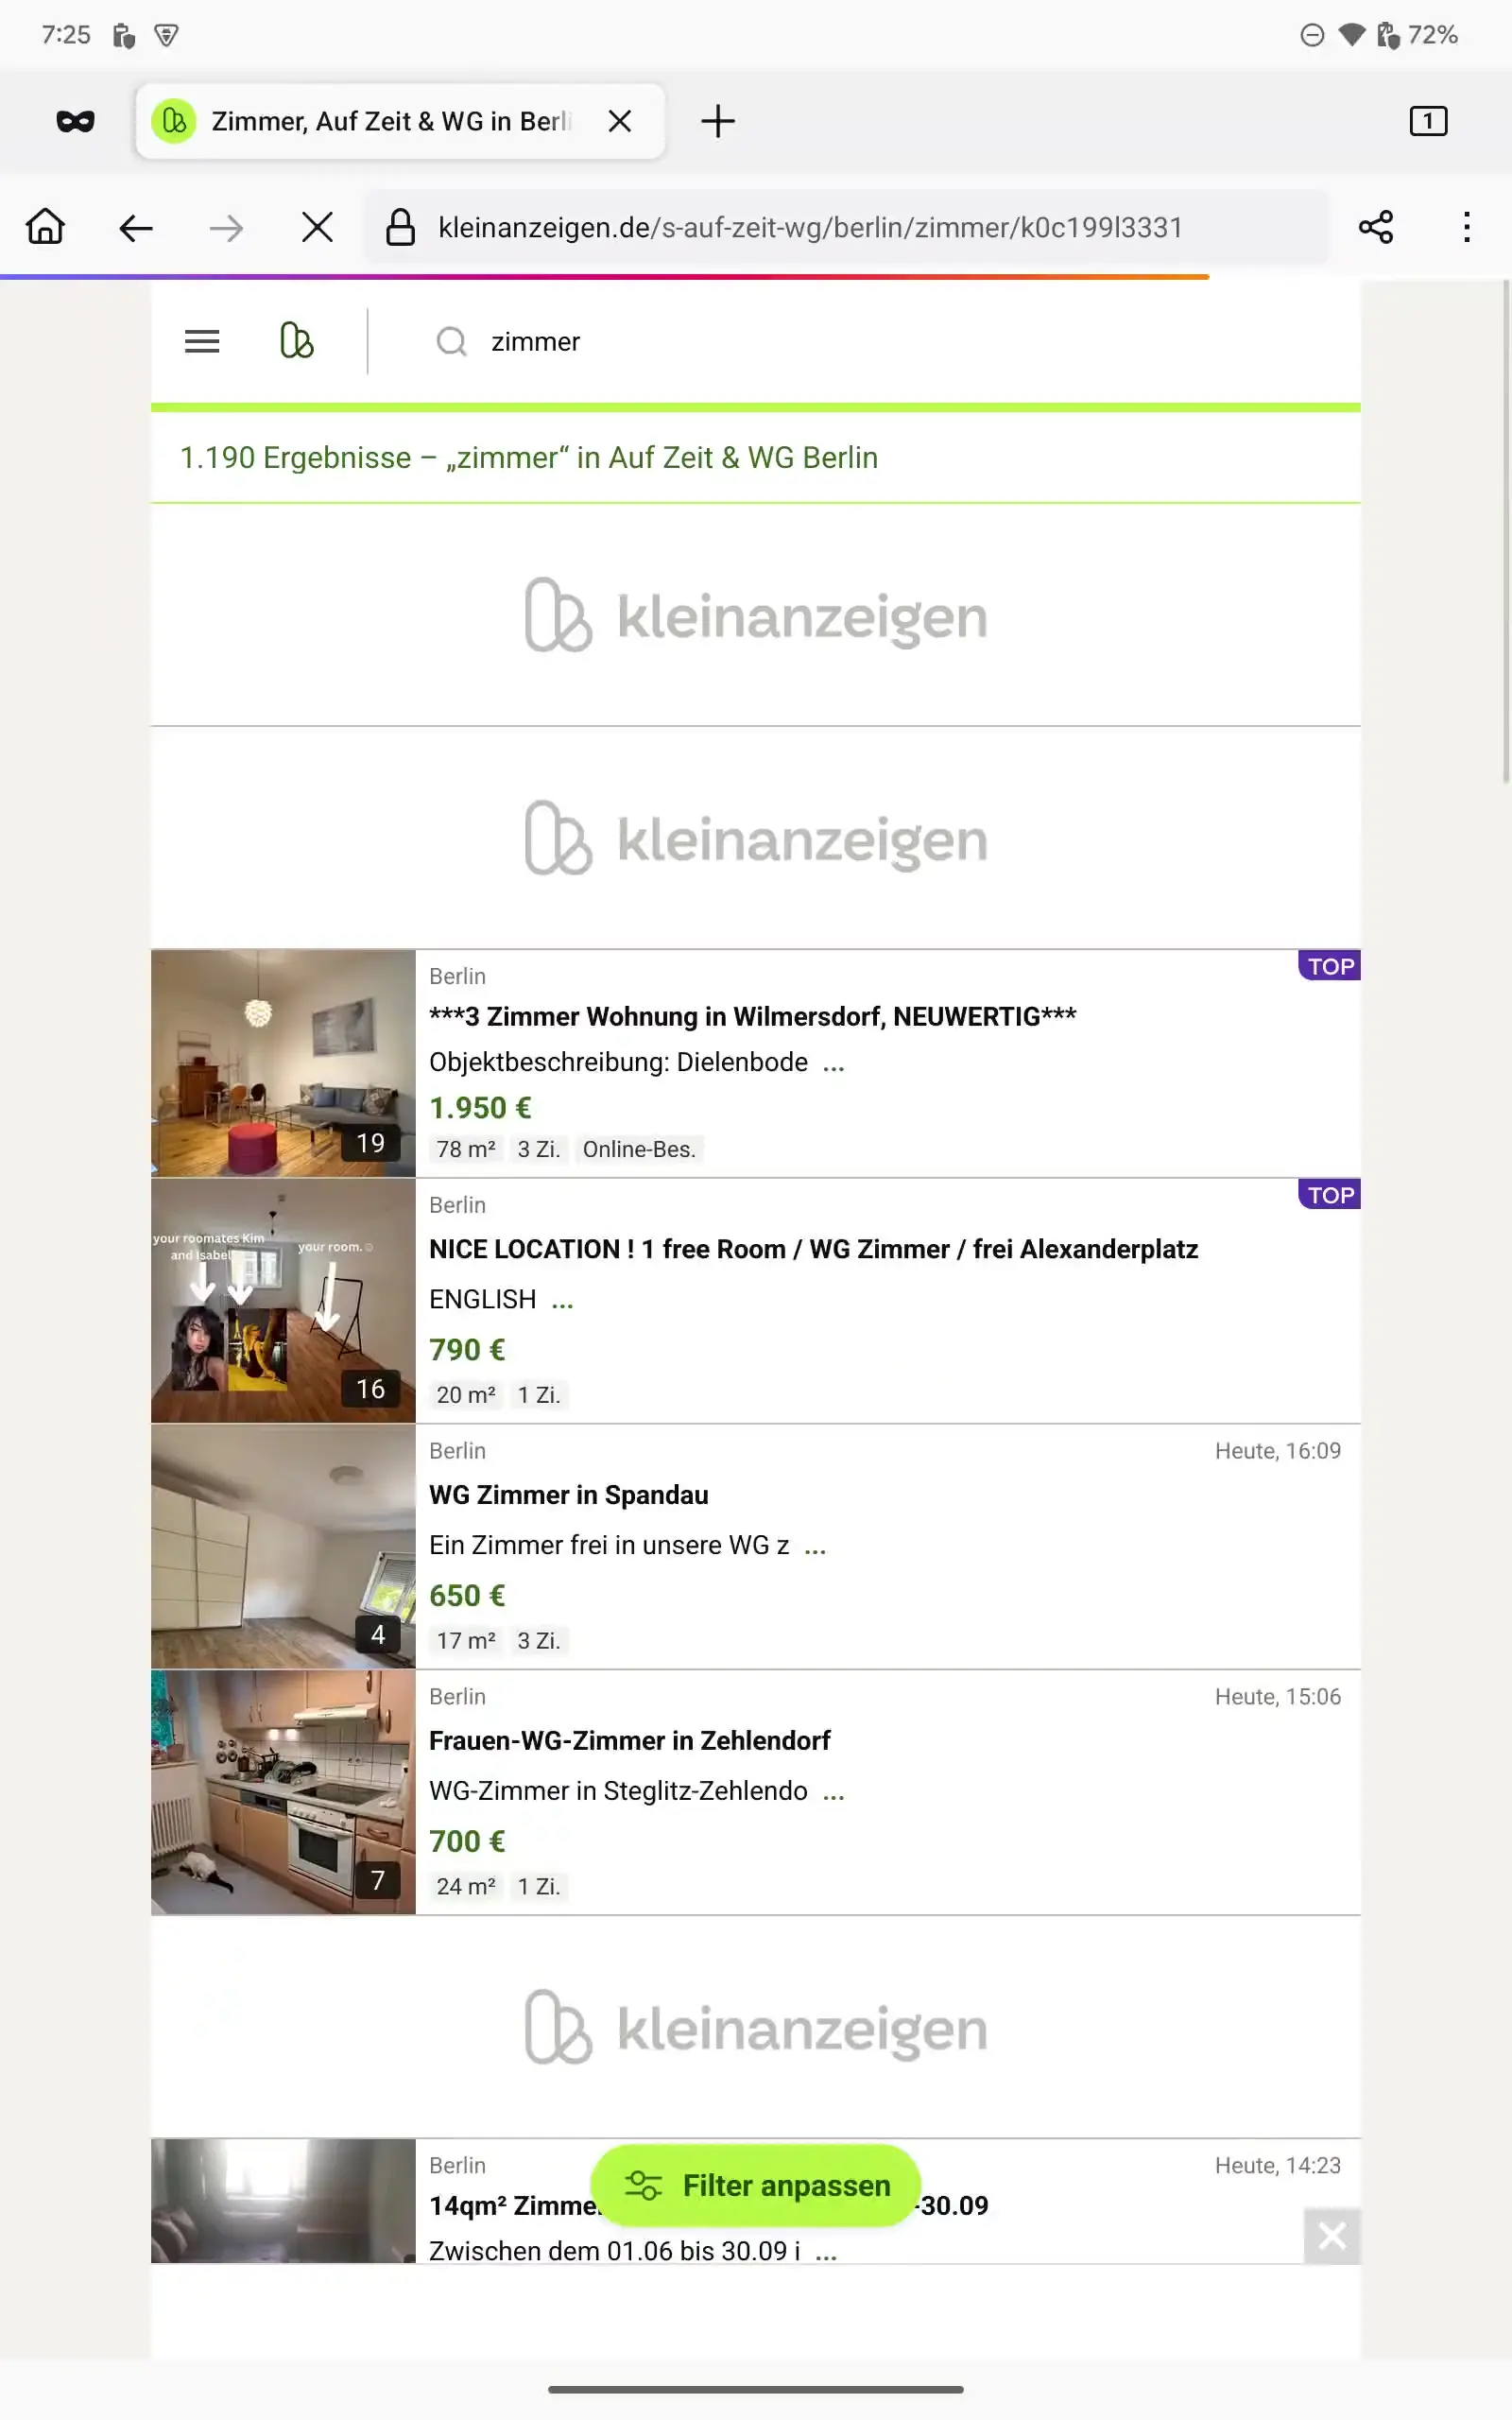 7:25
72%
Zimmer, Auf Zeit & WG in Berli
1
kleinanzeigen.de/s-auf-zeit-wg/berlin/zimmer/k0c199l3331
zimmer
1.190 Ergebnisse – „zimmer“ in Auf Zeit & WG Berlin
kleinanzeigen
kleinanzeigen
Berlin
TOP
***3 Zimmer Wohnung in Wilmersdorf, NEUWERTIG***
Objektbeschreibung: Dielenbode ...
1.950 €
19
78 m² 3 Zi. Online-Bes.
Berlin
TOP
your roomates Kim
and Isabel
your room.
NICE LOCATION ! 1 free Room / WG Zimmer / frei Alexanderplatz
ENGLISH ...
790 €
16
20 m² 1 Zi.
Berlin
Heute, 16:09
WG Zimmer in Spandau
Ein Zimmer frei in unsere WG z ...
650 €
4
17 m² 3 Zi.
Berlin
Heute, 15:06
Frauen-WG-Zimmer in Zehlendorf
WG-Zimmer in Steglitz-Zehlendo ...
700 €
7
24 m² 1 Zi.
kleinanzeigen
Berlin
Heute, 14:23
Filter anpassen
14qm² Zimme -30.09
Zwischen dem 01.06 bis 30.09 i ...